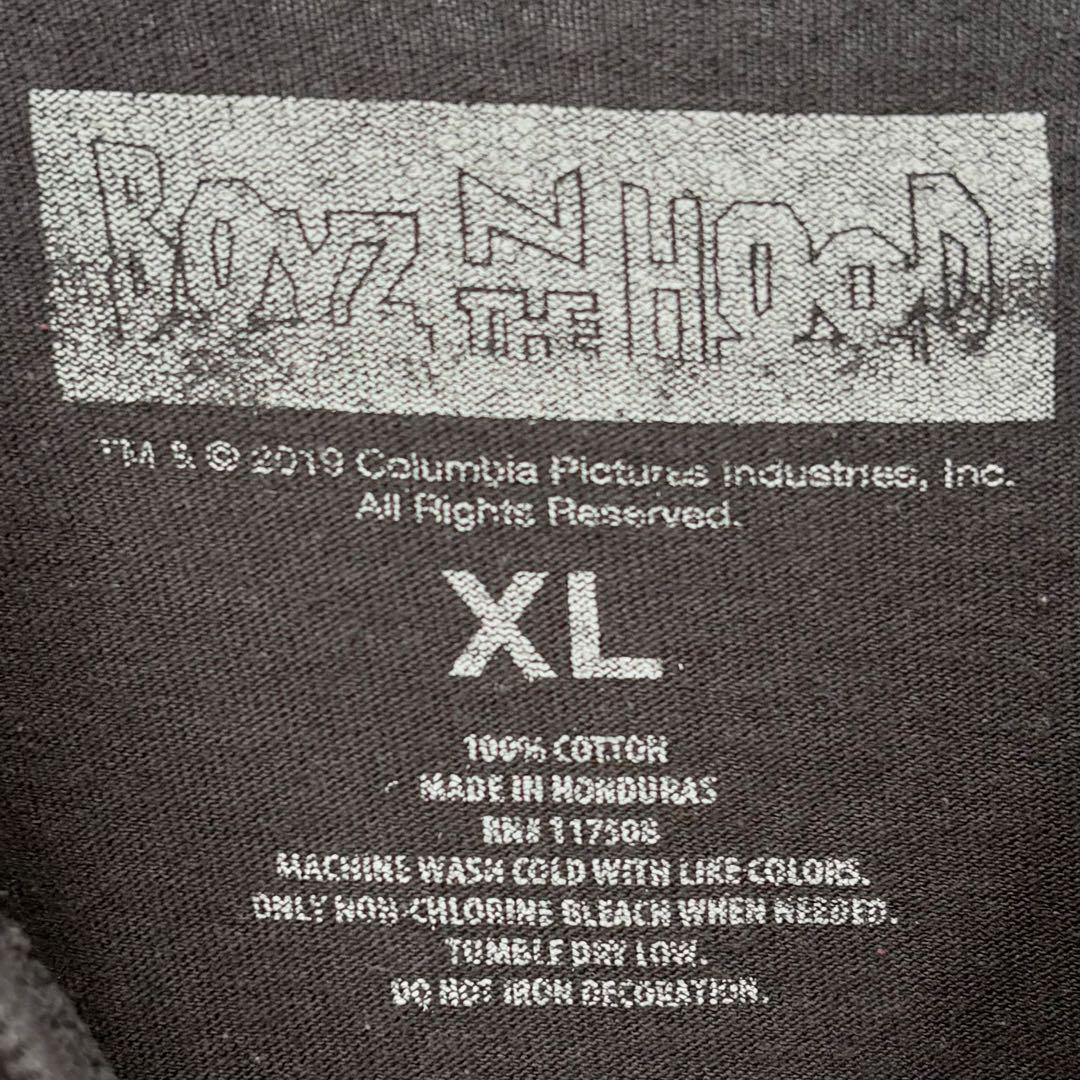 BOYZ N THE HOOD
TM & © 2019 Columbia Pictures Industries, Inc.
All Rights Reserved.
XL
100% COTTON
MADE IN HONDURAS
RN# 117508
MACHINE WASH COLD WITH LIKE COLORS.
ONLY NON-CHLORINE BLEACH WHEN NEEDED.
TUMBLE DRY LOW.
DO NOT IRON DECORATION.